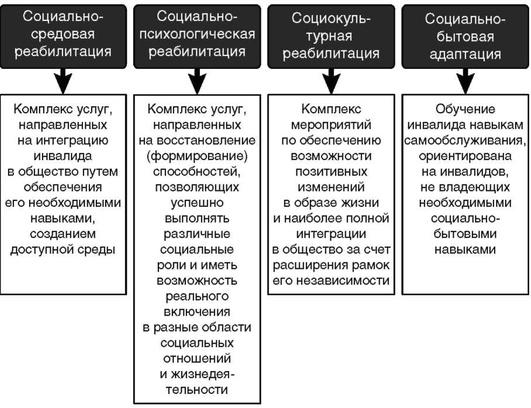 Социально-
средовая
реабилитация
Комплекс услуг,
направленных
на интеграцию
инвалида
в общество путем
обеспечения
его необходимыми
навыками,
созданием
доступной среды
Социально-
психологическая
реабилитация
Комплекс услуг,
направленных
на восстановление
(формирование)
способностей,
позволяющих
успешно
выполнять
различные
социальные
роли и иметь
возможность
реального
включения
в разные области
социальных
отношений
и жизнедея-
тельности
Социокуль-
турная
реабилитация
Комплекс
мероприятий
по обеспечению
возможности
позитивных
изменений
в образе жизни
и наиболее полной
интеграции
в общество за счет
расширения рамок
его независимости
Социально-
бытовая
адаптация
Обучение
инвалида навыкам
самообслуживания,
ориентирована
на инвалидов,
не владеющих
необходимыми
социально-
бытовыми
навыками